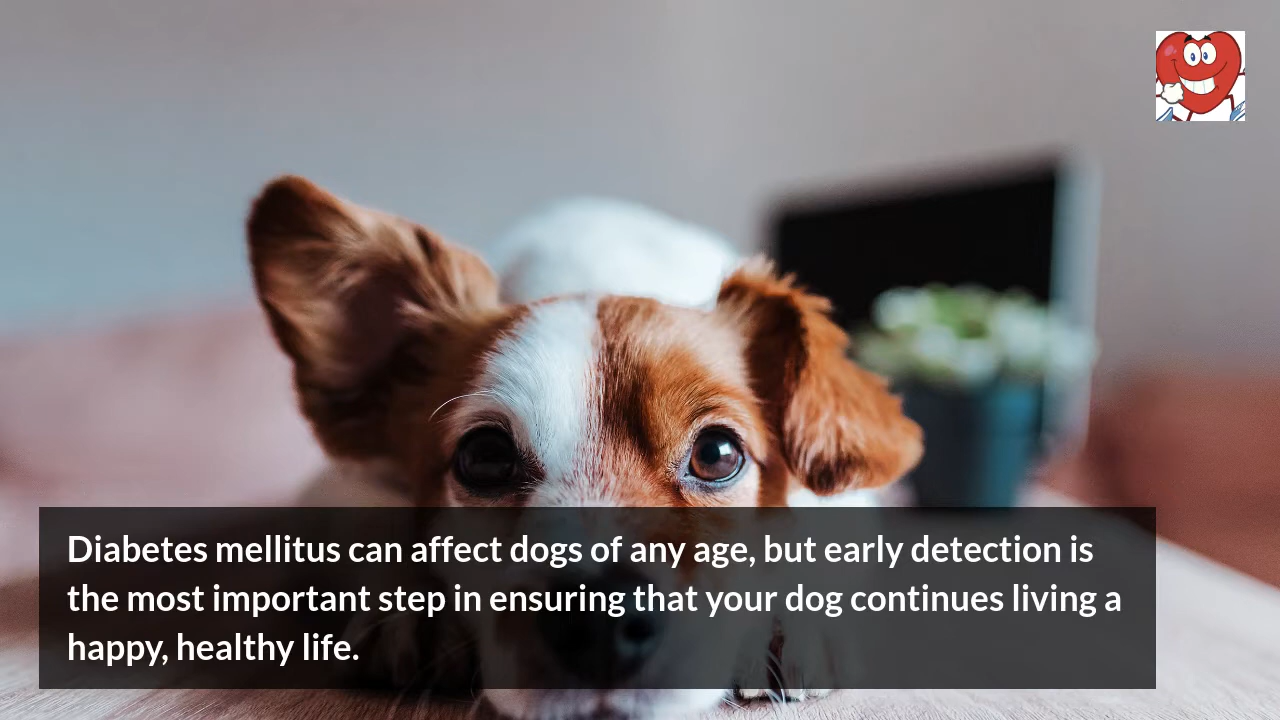 Diabetes mellitus can affect dogs of any age, but early detection is
the most important step in ensuring that your dog continues living a
happy, healthy life.